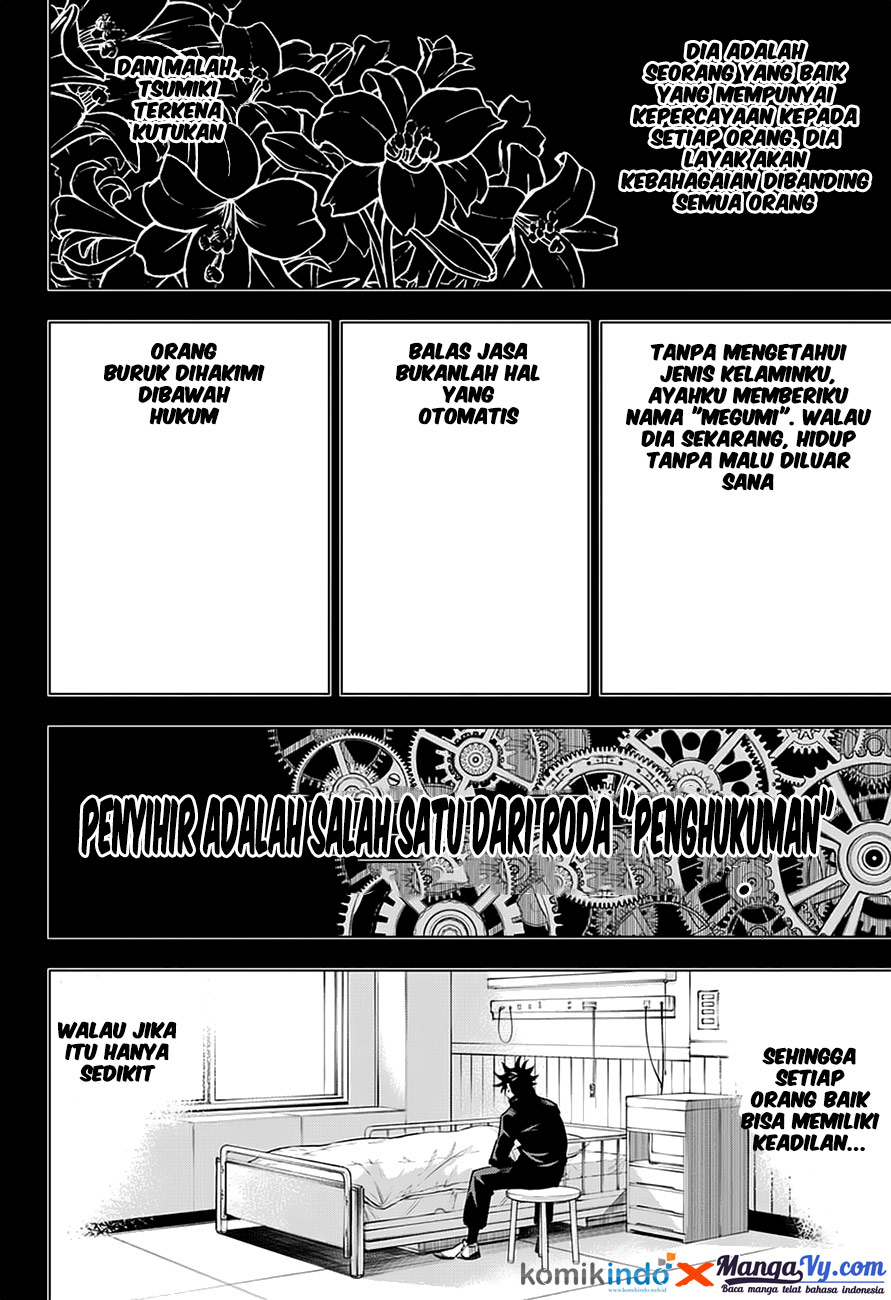 DIA ADALAH
SEORANG YANG BAIK
YANG MEMPUNYAI
KEPERCAYAAN KEPADA
SETIAP ORANG. DIA
LAYAK AKAN
KEBAHAGAIAN DIBANDING
SEMUA ORANG
DAN MALAH,
TSUMIKI
TERKENA
KUTUKAN
TANPA MENGETAHUI
JENIS KELAMINKU,
AYAHKU MEMBERIKU
NAMA "MEGUMI". WALAU
DIA SEKARANG, HIDUP
TANPA MALU DILUAR
SANA
BALAS JASA
BUKANLAH HAL
YANG
OTOMATIS
ORANG
BURUK DIHAKIMI
DIBAWAH
HUKUM
PENYIHIR ADALAH SALAH SATU DARI RODA "PENGHUKUMAN"
SEHINGGA
SETIAP
ORANG BAIK
BISA MEMILIKI
KEADILAN...
WALAU JIKA
ITU HANYA
SEDIKIT
komikindo X MangaVy.com
www.komikindo.web.id
Baca manga telat bahasa indonesia